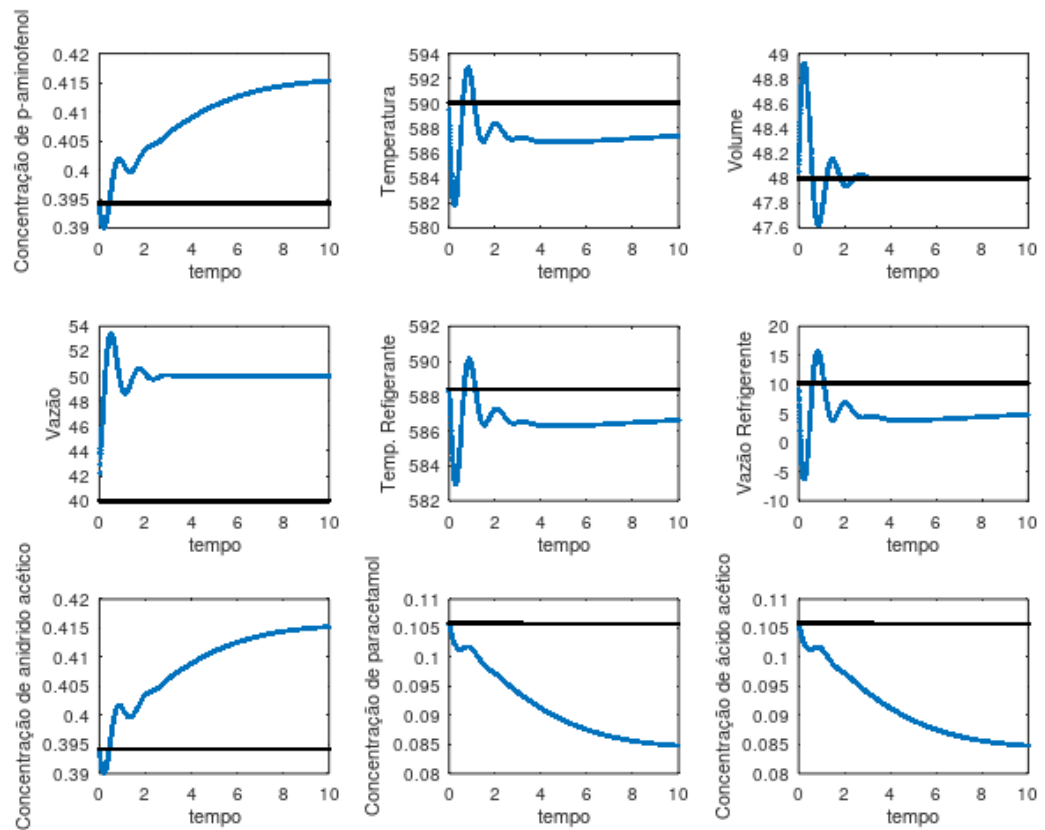 Concentração de p-aminofenol
0.42
0.415
0.41
0.405
0.4
0.395
0.39
0 2 4 6 8 10
tempo
Temperatura
594
592
590
588
586
584
582
580
0 2 4 6 8 10
tempo
Volume
49
48.8
48.6
48.4
48.2
48
47.8
47.6
0 2 4 6 8 10
tempo
Vazão
54
52
50
48
46
44
42
40
0 2 4 6 8 10
tempo
Temp. Refigerante
592
590
588
586
584
582
0 2 4 6 8 10
tempo
Vazão Refrigerente
20
15
10
5
0
-5
-10
0 2 4 6 8 10
tempo
Concentração de anidrido acético
0.42
0.415
0.41
0.405
0.4
0.395
0.39
0 2 4 6 8 10
tempo
Concentração de paracetamol
0.11
0.105
0.1
0.095
0.09
0.085
0.08
0 2 4 6 8 10
tempo
Concentração de ácido acético
0.11
0.105
0.1
0.095
0.09
0.085
0.08
0 2 4 6 8 10
tempo